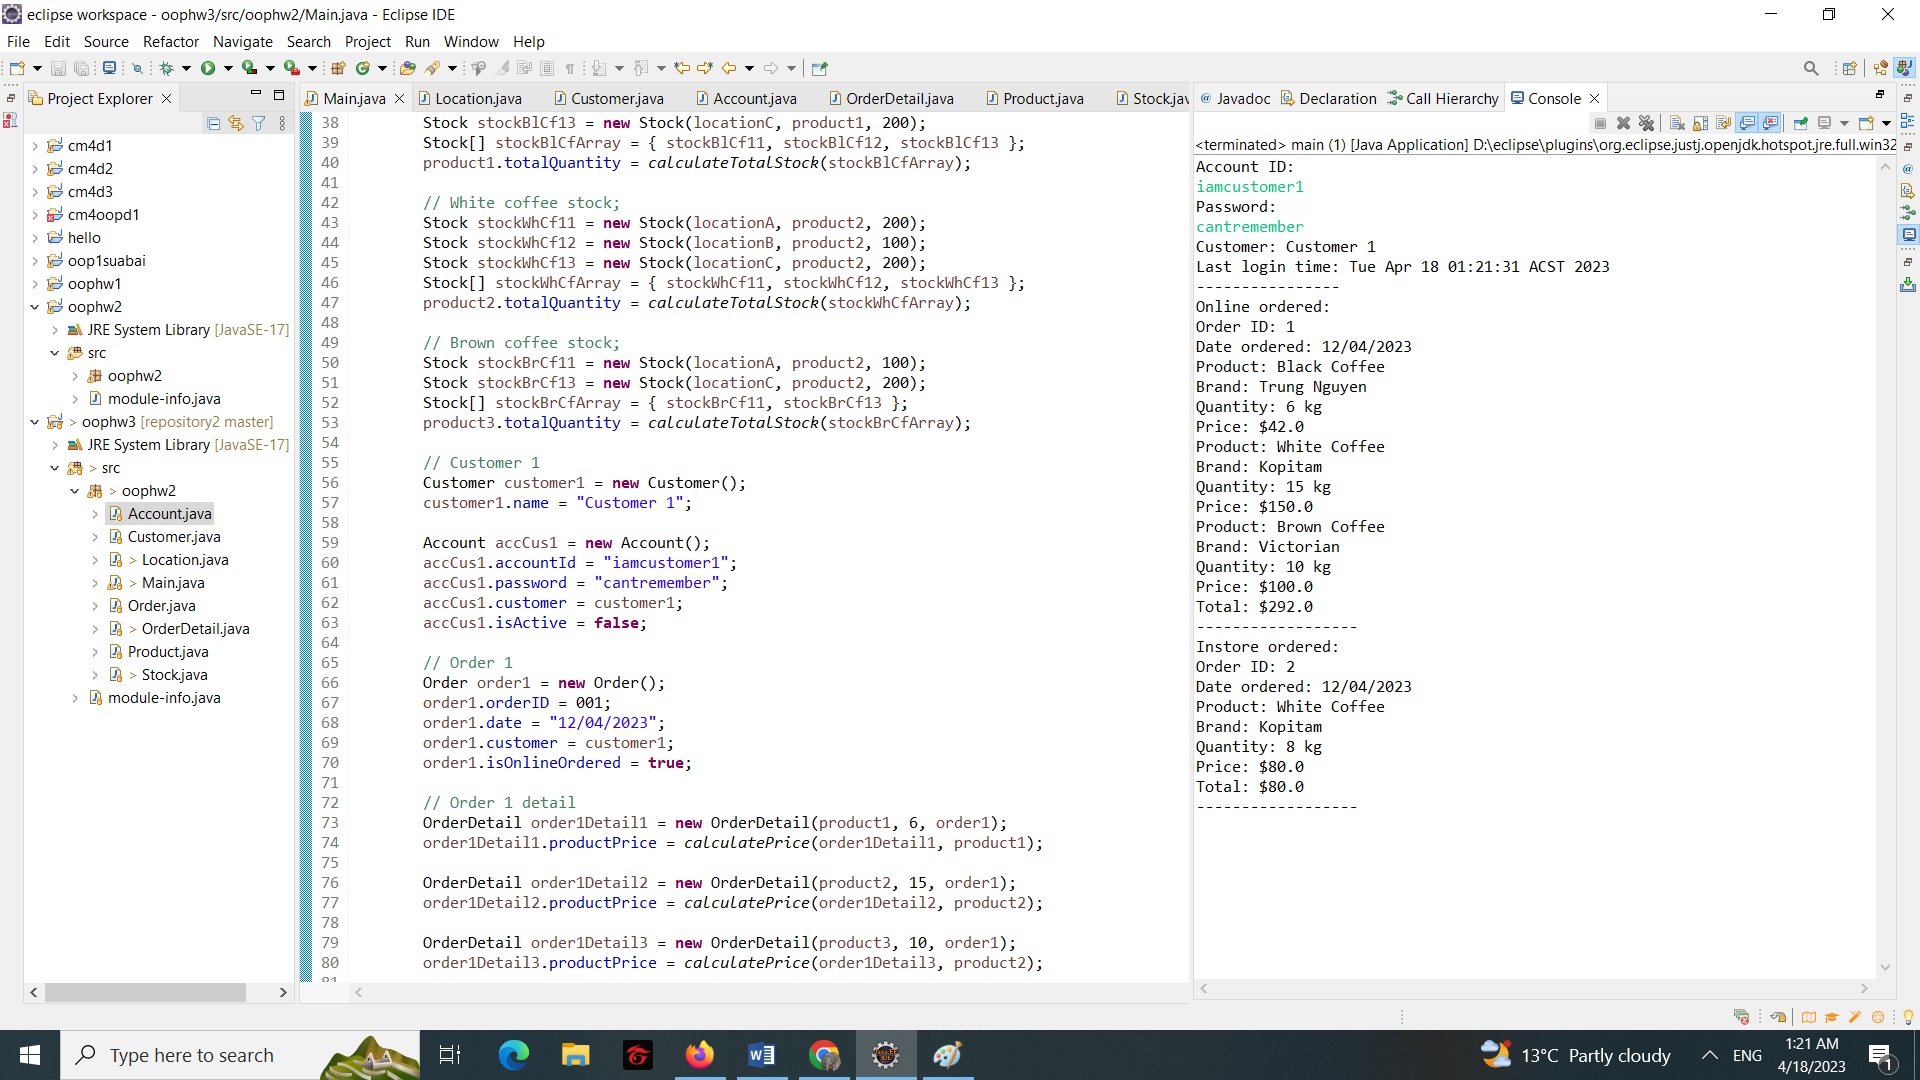 eclipse workspace - oophw3/src/oophw2/Main.java - Eclipse IDE
File Edit Source Refactor Navigate Search Project Run Window Help
Project Explorer
cm4d1
cm4d2
cm4d3
cm4oopd1
hello
oop1suabai
oophw1
oophw2
JRE System Library [JavaSE-17]
src
oophw2
module-info.java
> oophw3 [repository2 master]
JRE System Library [JavaSE-17]
> src
> oophw2
Account.java
Customer.java
> Location.java
> Main.java
Order.java
> OrderDetail.java
Product.java
> Stock.java
module-info.java
Main.java Location.java Customer.java Account.java OrderDetail.java Product.java Stock.jav
38 Stock stockBlCf13 = new Stock(locationC, product1, 200);
39 Stock[] stockBlCfArray = { stockBlCf11, stockBlCf12, stockBlCf13 };
40 product1.totalQuantity = calculateTotalStock(stockBlCfArray);
41
42 // White coffee stock;
43 Stock stockWhCf11 = new Stock(locationA, product2, 200);
44 Stock stockWhCf12 = new Stock(locationB, product2, 100);
45 Stock stockWhCf13 = new Stock(locationC, product2, 200);
46 Stock[] stockWhCfArray = { stockWhCf11, stockWhCf12, stockWhCf13 };
47 product2.totalQuantity = calculateTotalStock(stockWhCfArray);
48
49 // Brown coffee stock;
50 Stock stockBrCf11 = new Stock(locationA, product2, 100);
51 Stock stockBrCf13 = new Stock(locationC, product2, 200);
52 Stock[] stockBrCfArray = { stockBrCf11, stockBrCf13 };
53 product3.totalQuantity = calculateTotalStock(stockBrCfArray);
54
55 // Customer 1
56 Customer customer1 = new Customer();
57 customer1.name = "Customer 1";
58
59 Account accCus1 = new Account();
60 accCus1.accountId = "iamcustomer1";
61 accCus1.password = "cantremember";
62 accCus1.customer = customer1;
63 accCus1.isActive = false;
64
65 // Order 1
66 Order order1 = new Order();
67 order1.orderID = 001;
68 order1.date = "12/04/2023";
69 order1.customer = customer1;
70 order1.isOnlineOrdered = true;
71
72 // Order 1 detail
73 OrderDetail order1Detail1 = new OrderDetail(product1, 6, order1);
74 order1Detail1.productPrice = calculatePrice(order1Detail1, product1);
75
76 OrderDetail order1Detail2 = new OrderDetail(product2, 15, order1);
77 order1Detail2.productPrice = calculatePrice(order1Detail2, product2);
78
79 OrderDetail order1Detail3 = new OrderDetail(product3, 10, order1);
80 order1Detail3.productPrice = calculatePrice(order1Detail3, product2);
81
@ Javadoc Declaration Call Hierarchy Console
<terminated> main (1) [Java Application] D:\eclipse\plugins\org.eclipse.justj.openjdk.hotspot.jre.full.win32
Account ID:
iamcustomer1
Password:
cantremember
Customer: Customer 1
Last login time: Tue Apr 18 01:21:31 ACST 2023
----------------
Online ordered:
Order ID: 1
Date ordered: 12/04/2023
Product: Black Coffee
Brand: Trung Nguyen
Quantity: 6 kg
Price: $42.0
Product: White Coffee
Brand: Kopitam
Quantity: 15 kg
Price: $150.0
Product: Brown Coffee
Brand: Victorian
Quantity: 10 kg
Price: $100.0
Total: $292.0
------------------
Instore ordered:
Order ID: 2
Date ordered: 12/04/2023
Product: White Coffee
Brand: Kopitam
Quantity: 8 kg
Price: $80.0
Total: $80.0
------------------
Type here to search
13°C Partly cloudy
ENG
1:21 AM
4/18/2023
1